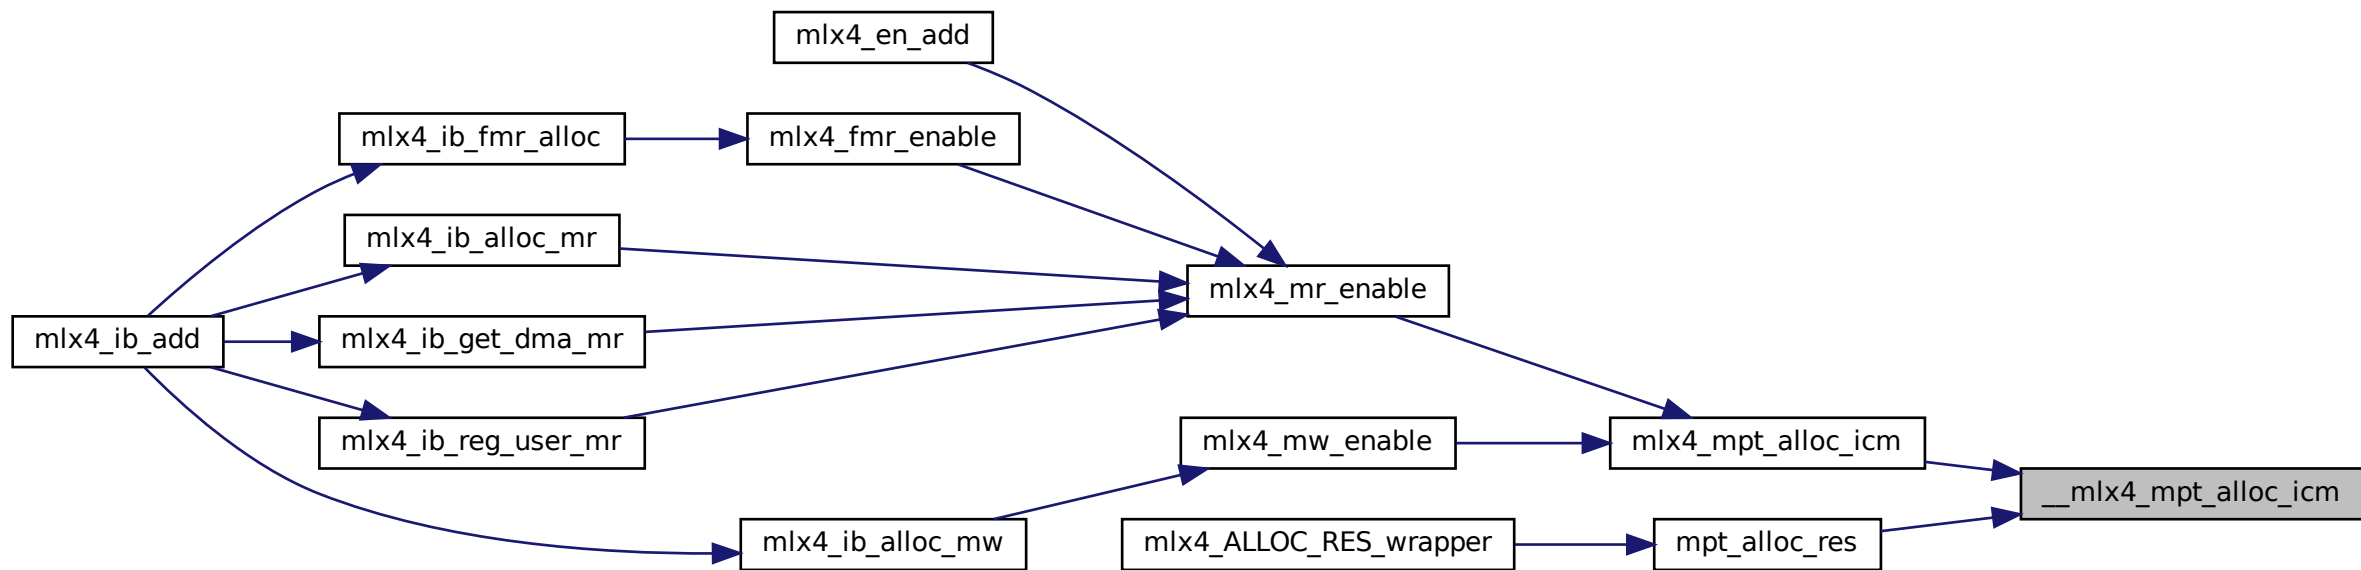 mlx4_en_add
mlx4_ib_fmr_alloc
mlx4_fmr_enable
mlx4_ib_alloc_mr
mlx4_mr_enable
mlx4_ib_add
mlx4_ib_get_dma_mr
mlx4_ib_reg_user_mr
mlx4_mw_enable
mlx4_mpt_alloc_icm
__mlx4_mpt_alloc_icm
mlx4_ib_alloc_mw
mlx4_ALLOC_RES_wrapper
mpt_alloc_res